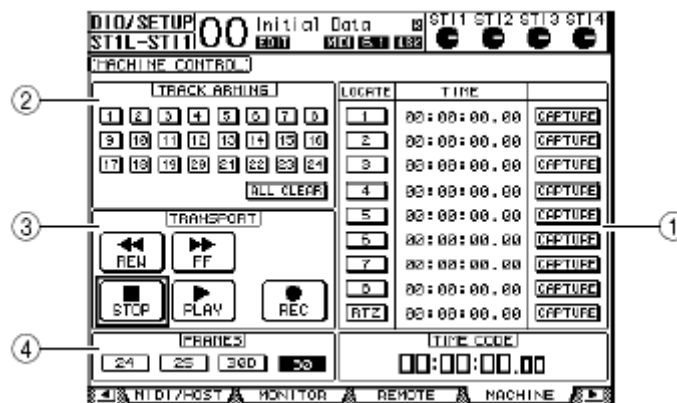 DIO/SETUP 00 Initial Data ST11 ST12 ST13 ST14
ST1L-STI1 EDIT
MACHINE CONTROL
② TRACK ARMING
1 2 3 4 5 6 7 8
9 10 11 12 13 14 15 16
17 18 19 20 21 22 23 24
ALL CLEAR
③ TRANSPORT
REW FF
STOP PLAY REC
④ FRAMES
24 25 30D 30
LOCATE TIME
1 00:00:00.00 CAPTURE
2 00:00:00.00 CAPTURE
3 00:00:00.00 CAPTURE
4 00:00:00.00 CAPTURE
5 00:00:00.00 CAPTURE
6 00:00:00.00 CAPTURE
7 00:00:00.00 CAPTURE
8 00:00:00.00 CAPTURE
RTZ 00:00:00.00 CAPTURE
①
TIME CODE
00:00:00.00
MIDI/HOST MONITOR REMOTE MACHINE